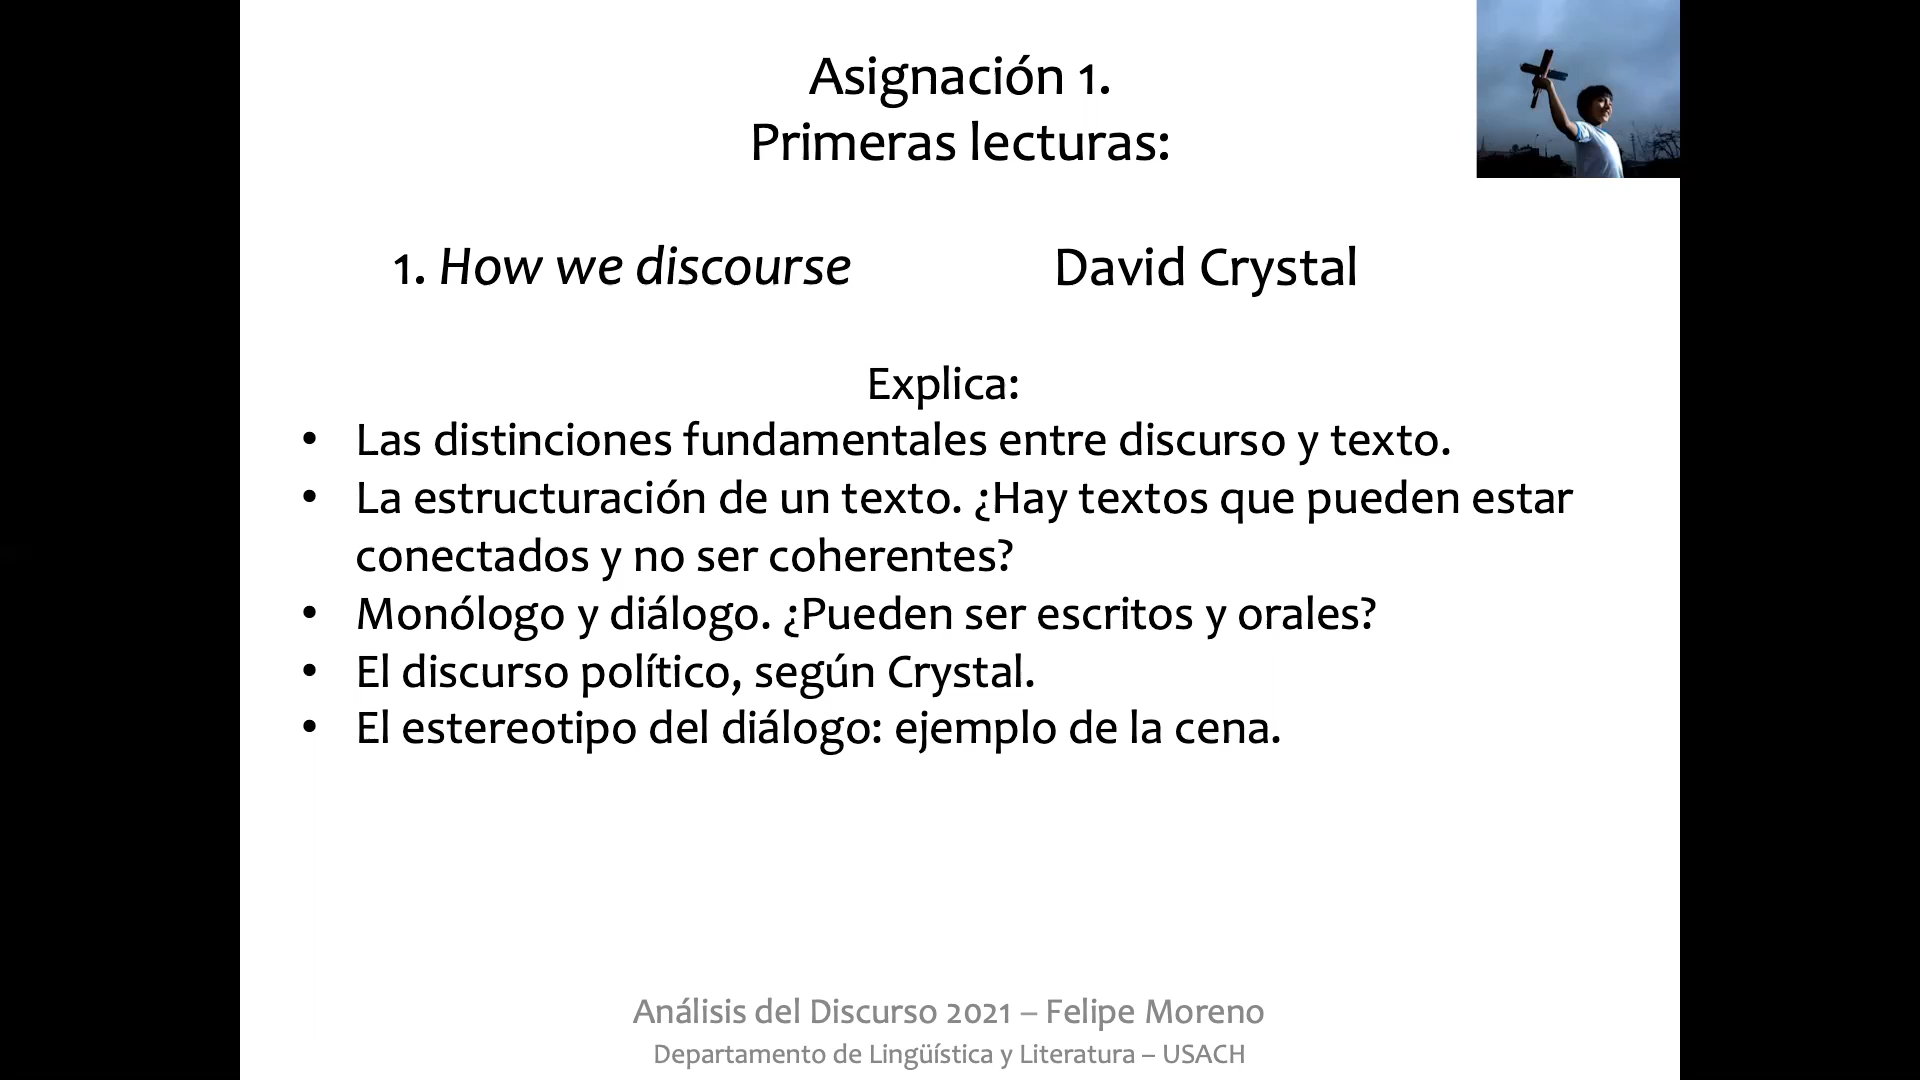 Asignación 1.
Primeras lecturas:
1. How we discourse David Crystal
Explica:
• Las distinciones fundamentales entre discurso y texto.
• La estructuración de un texto. ¿Hay textos que pueden estar
conectados y no ser coherentes?
• Monólogo y diálogo. ¿Pueden ser escritos y orales?
• El discurso político, según Crystal.
• El estereotipo del diálogo: ejemplo de la cena.
Análisis del Discurso 2021 – Felipe Moreno
Departamento de Lingüística y Literatura – USACH